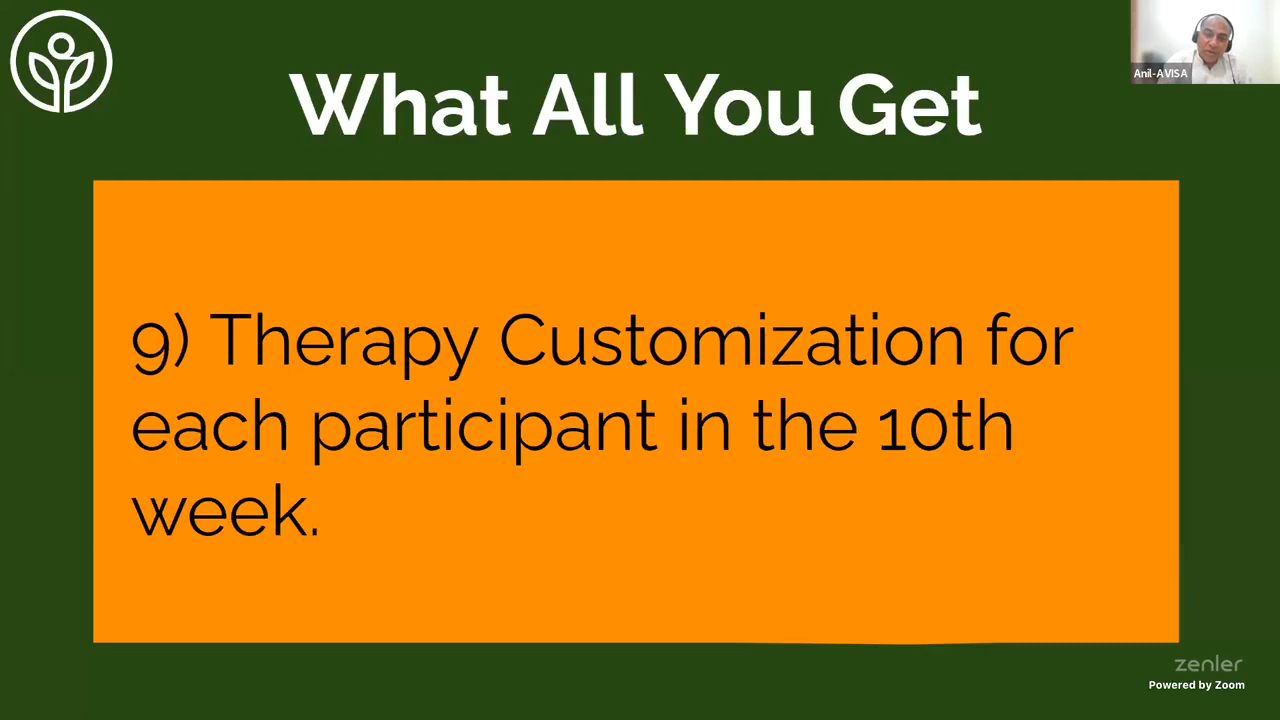 Anil-AVISA
What All You Get
9) Therapy Customization for
each participant in the 10th
week.
zenler
Powered by Zoom